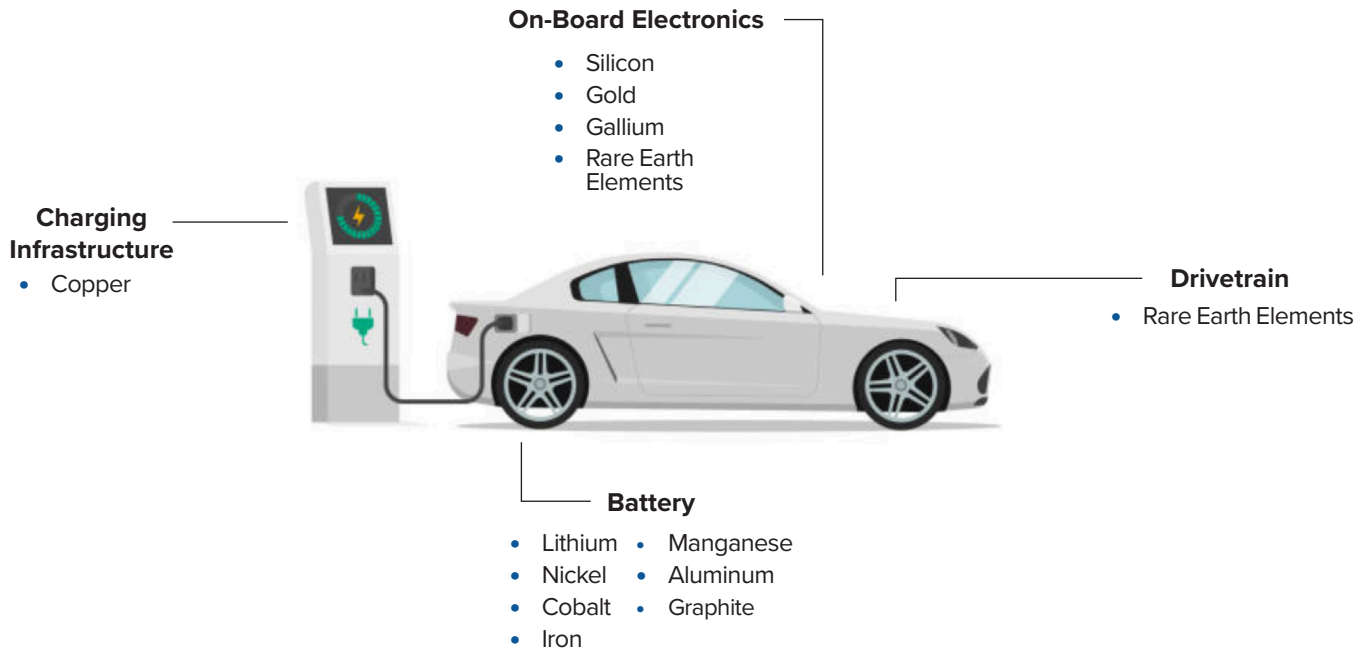 On-Board Electronics
• Silicon
• Gold
• Gallium
• Rare Earth
Elements
Charging
Infrastructure
• Copper
Drivetrain
• Rare Earth Elements
Battery
• Lithium • Manganese
• Nickel • Aluminum
• Cobalt • Graphite
• Iron